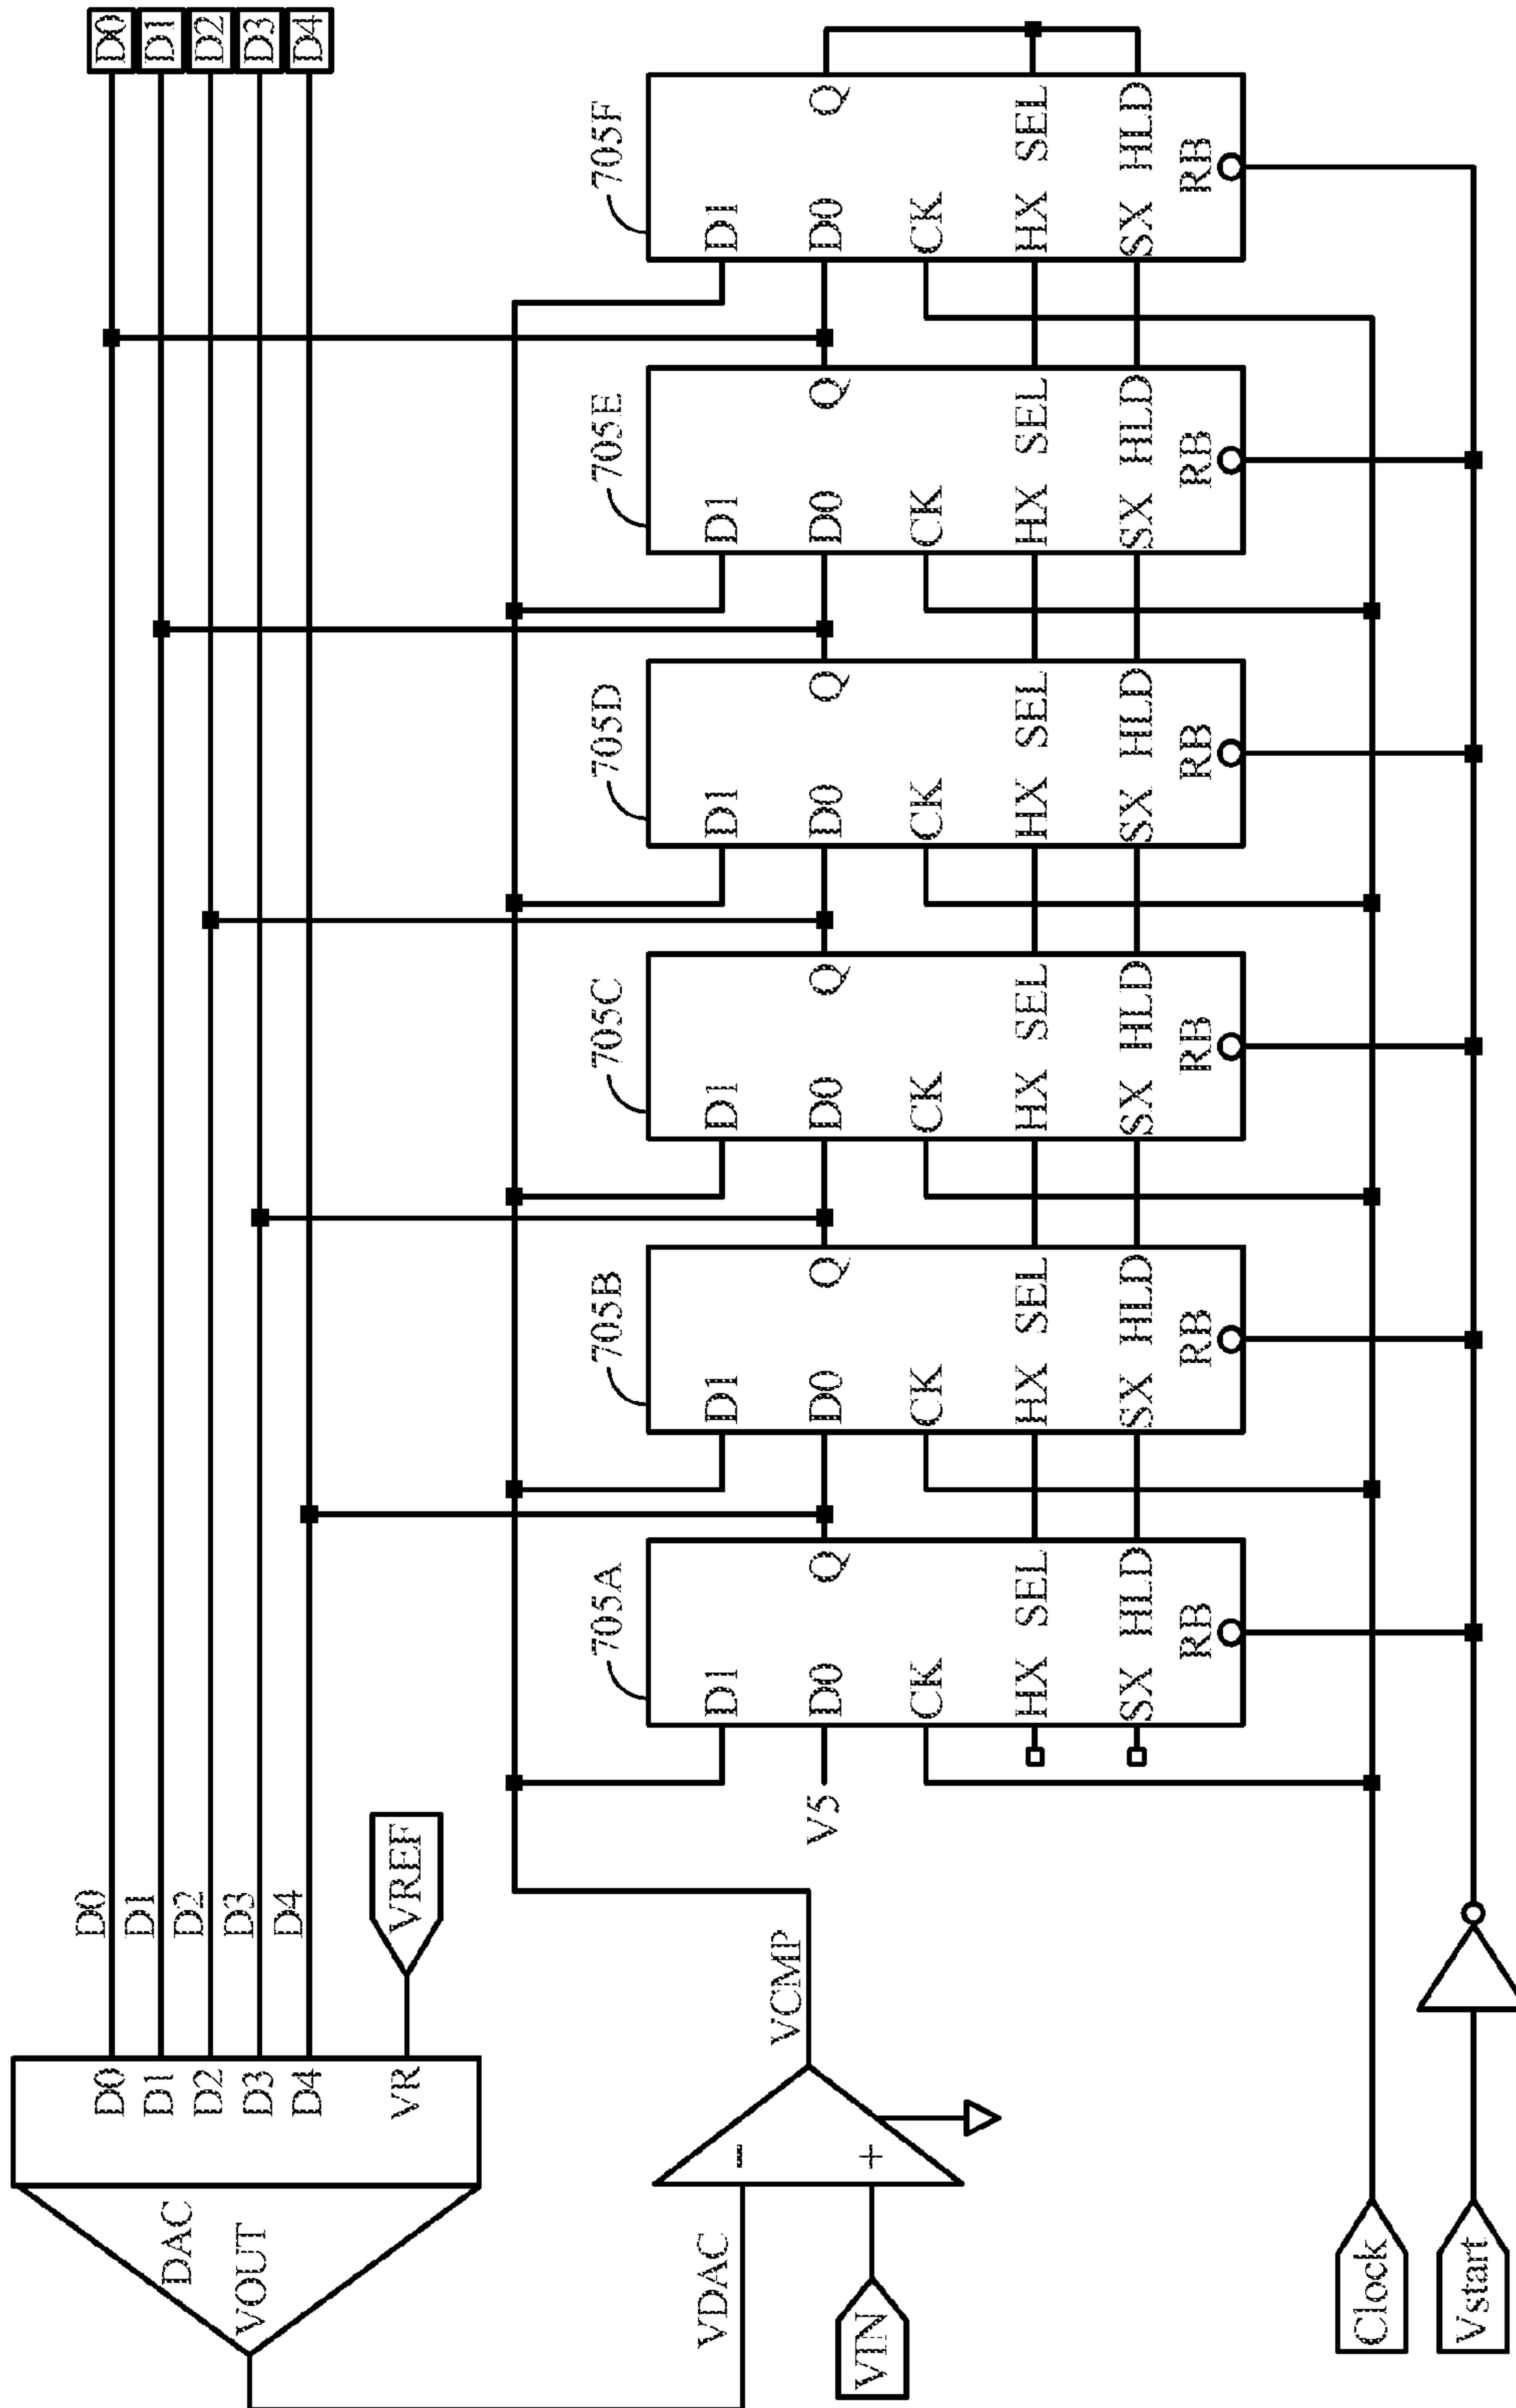 DAC
VOUT
D0
D1
D2
D3
D4
VR
D0
D1
D2
D3
D4
VREF
D0
D1
D2
D3
D4
VDAC
VIN
-
+
VCMP
V5
705A
D1
D0
Q
CK
HX SEL
SX HLD
RB
705B
D1
D0
Q
CK
HX SEL
SX HLD
RB
705C
D1
D0
Q
CK
HX SEL
SX HLD
RB
705D
D1
D0
Q
CK
HX SEL
SX HLD
RB
705E
D1
D0
Q
CK
HX SEL
SX HLD
RB
705F
D1
D0
Q
CK
HX SEL
SX HLD
RB
Clock
Vstart